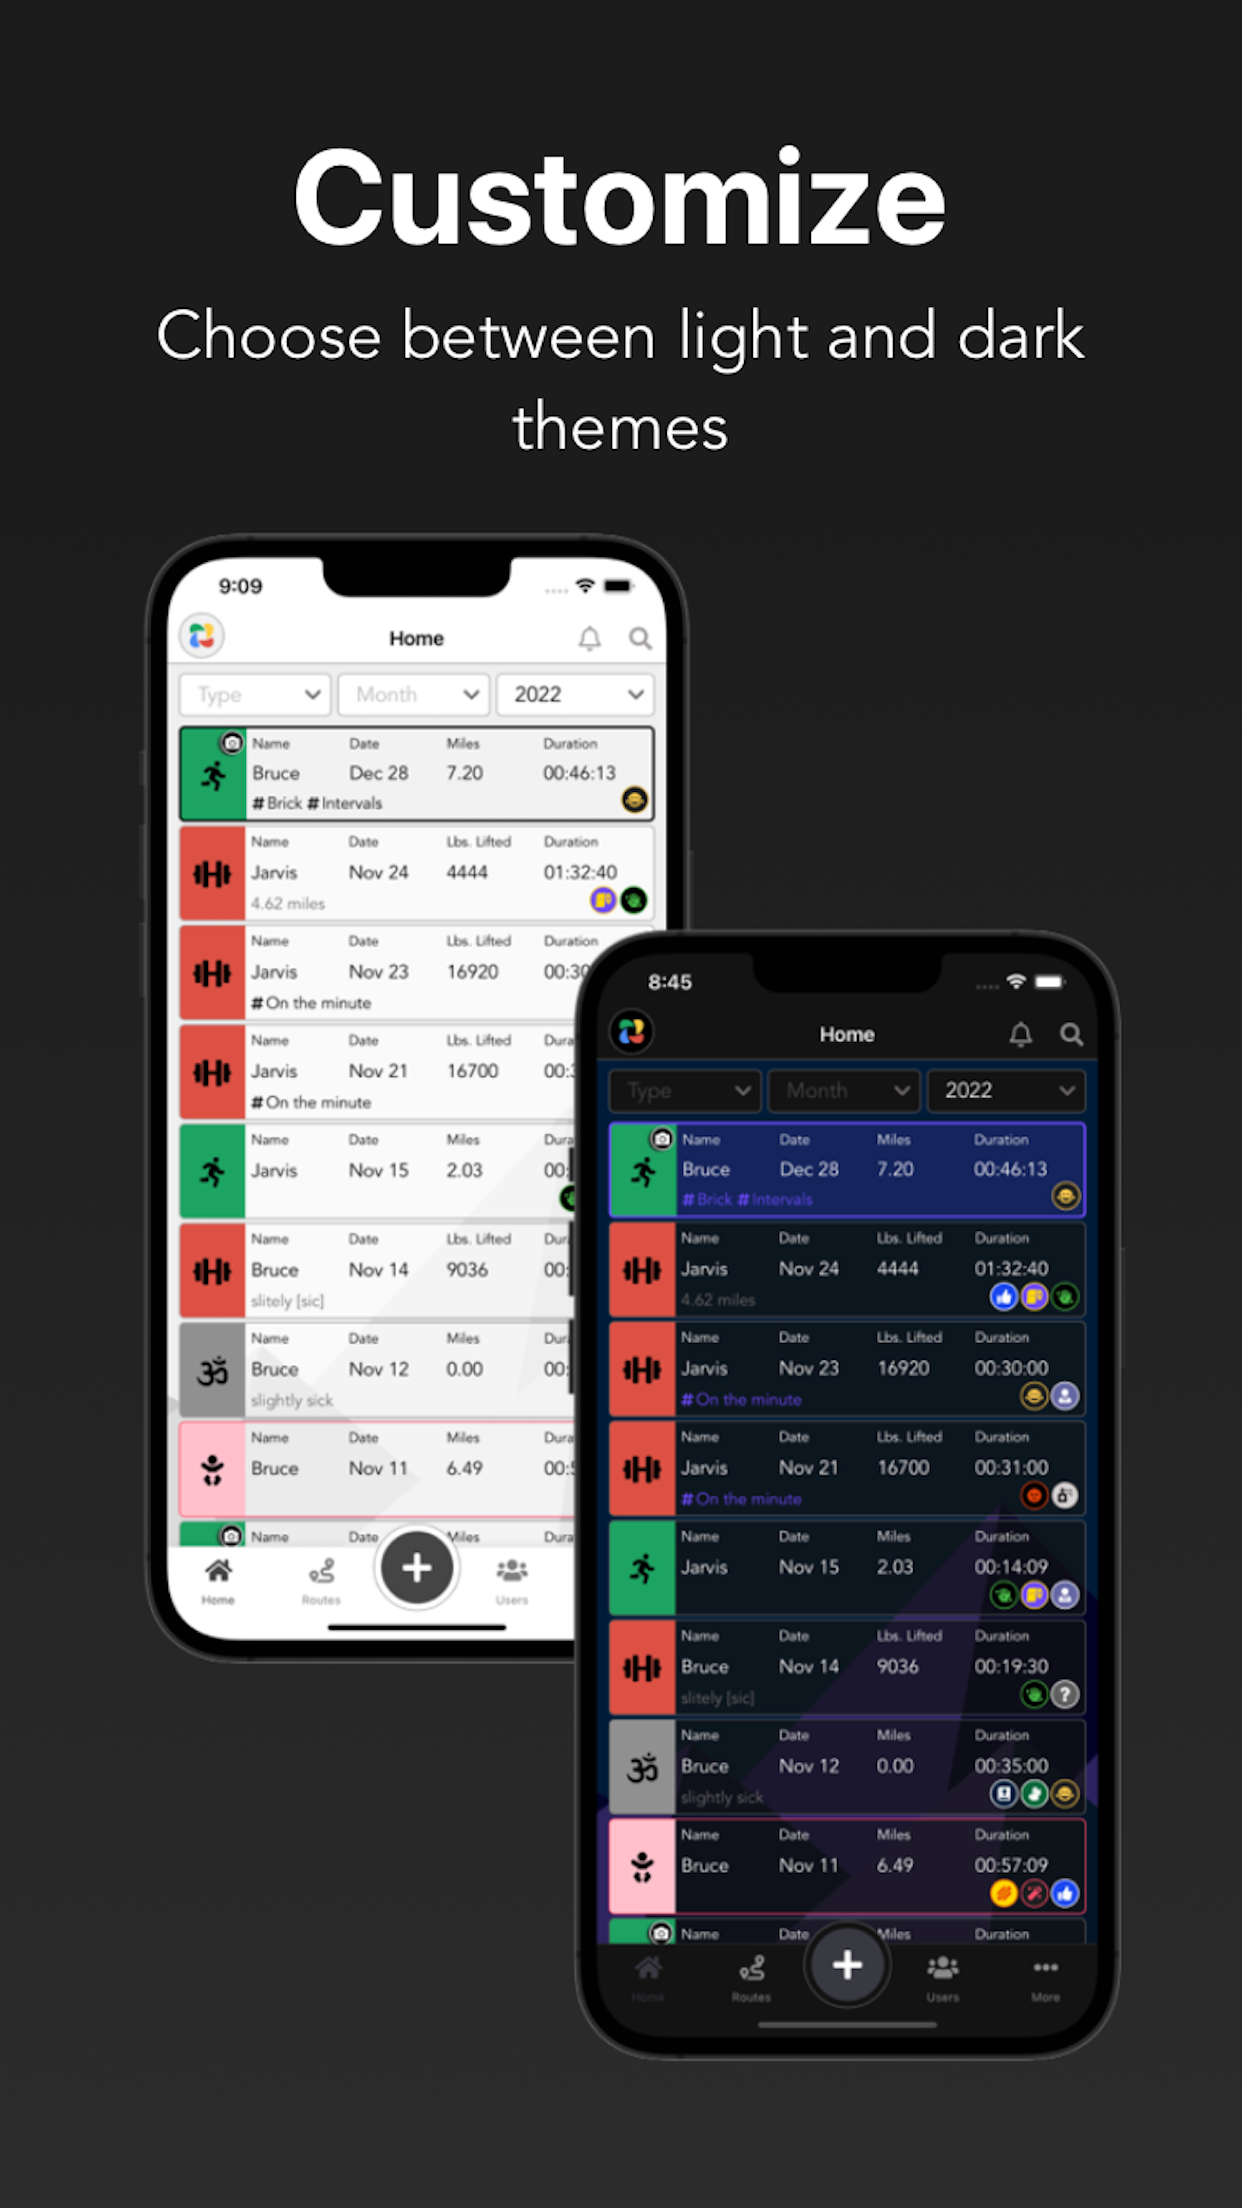 Customize
Choose between light and dark
themes
9:09
Home
Type Month 2022
Name Date Miles Duration
Bruce Dec 28 7.20 00:46:13
#Brick #Intervals
Name Date Lbs. Lifted Duration
Jarvis Nov 24 4444 01:32:40
4.62 miles
Name Date Lbs. Lifted Duration
Jarvis Nov 23 16920 00:30
#On the minute
Name Date Lbs. Lifted Dura
Jarvis Nov 21 16700 00:
#On the minute
Name Date Miles Dura
Jarvis Nov 15 2.03 00:
Name Date Lbs. Lifted Dur
Bruce Nov 14 9036 00:
slitely [sic]
Name Date Miles Dur
Bruce Nov 12 0.00 00:
slightly sick
Name Date Miles Dura
Bruce Nov 11 6.49 00:
Name Date Miles Dura
Home Routes + Users
8:45
Home
Type Month 2022
Name Date Miles Duration
Bruce Dec 28 7.20 00:46:13
#Brick #Intervals
Name Date Lbs. Lifted Duration
Jarvis Nov 24 4444 01:32:40
4.62 miles
Name Date Lbs. Lifted Duration
Jarvis Nov 23 16920 00:30:00
#On the minute
Name Date Lbs. Lifted Duration
Jarvis Nov 21 16700 00:31:00
#On the minute
Name Date Miles Duration
Jarvis Nov 15 2.03 00:14:09
Name Date Lbs. Lifted Duration
Bruce Nov 14 9036 00:19:30
slitely [sic]
?
ॐ
Name Date Miles Duration
Bruce Nov 12 0.00 00:35:00
slightly sick
Name Date Miles Duration
Bruce Nov 11 6.49 00:57:09
Name Date Miles Duration
Home Routes + Users More